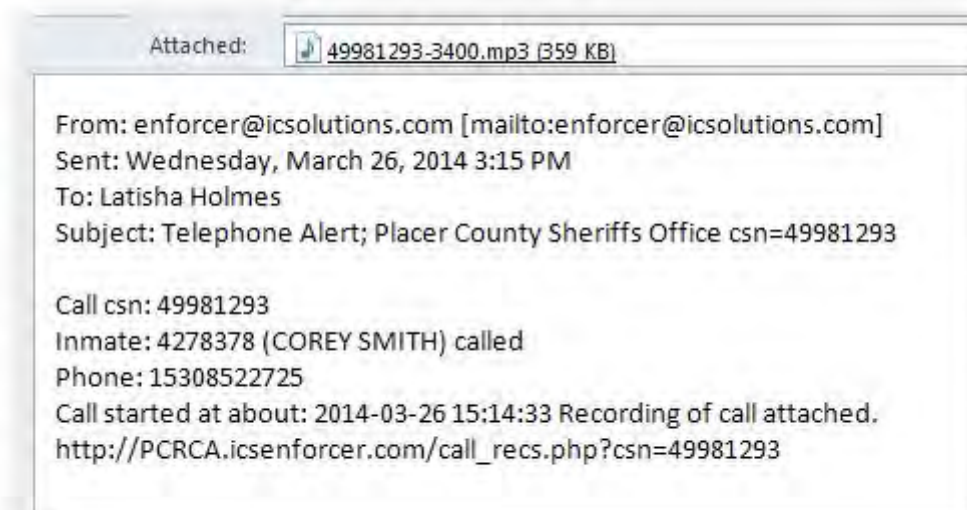 Attached: 49981293-3400.mp3 (359 KB)
From: enforcer@icsolutions.com [mailto:enforcer@icsolutions.com]
Sent: Wednesday, March 26, 2014 3:15 PM
To: Latisha Holmes
Subject: Telephone Alert; Placer County Sheriffs Office csn=49981293
Call csn: 49981293
Inmate: 4278378 (COREY SMITH) called
Phone: 15308522725
Call started at about: 2014-03-26 15:14:33 Recording of call attached.
http://PCRCA.icsenforcer.com/call_recs.php?csn=49981293